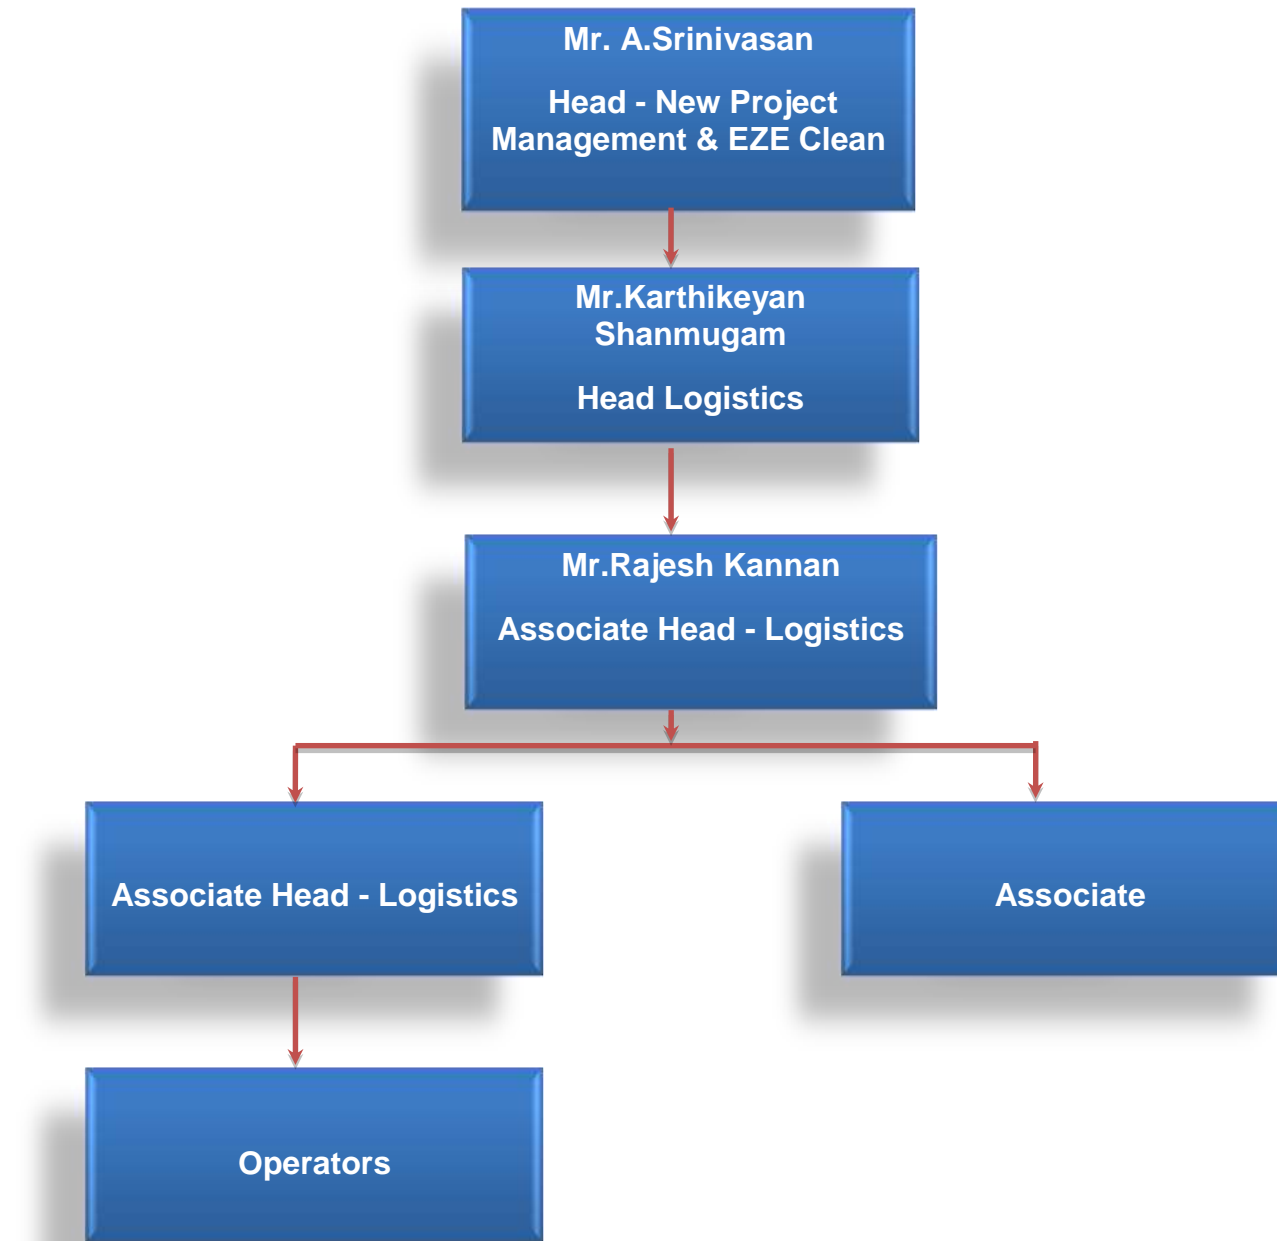 Mr. A.Srinivasan
Head - New Project
Management & EZE Clean
Mr.Karthikeyan
Shanmugam
Head Logistics
Mr.Rajesh Kannan
Associate Head - Logistics
Associate Head - Logistics
Associate
Operators